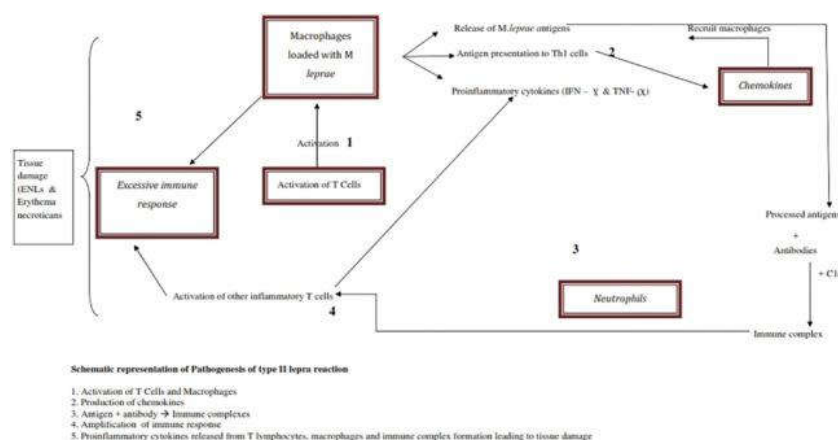 Macrophages
loaded with M
leprae
Release of M.leprae antigens
Antigen presentation to Th1 cells
2
Proinflammatory cytokines (IFN – γ & TNF- α)
Recruit macrophages
Chemokines
5
Activation 1
Activation of T Cells
Tissue
damage
(ENLs &
Erythema
necroticans
Excessive immune
response
Processed antigens
+
Antibodies
+ C1
3
Neutrophils
Activation of other inflammatory T cells
4
Immune complex
Schematic representation of Pathogenesis of type II lepra reaction
1. Activation of T Cells and Macrophages
2. Production of chemokines
3. Antigen + antibody → Immune complexes
4. Amplification of immune response
5. Proinflammatory cytokines released from T lymphocytes, macrophages and immune complex formation leading to tissue damage